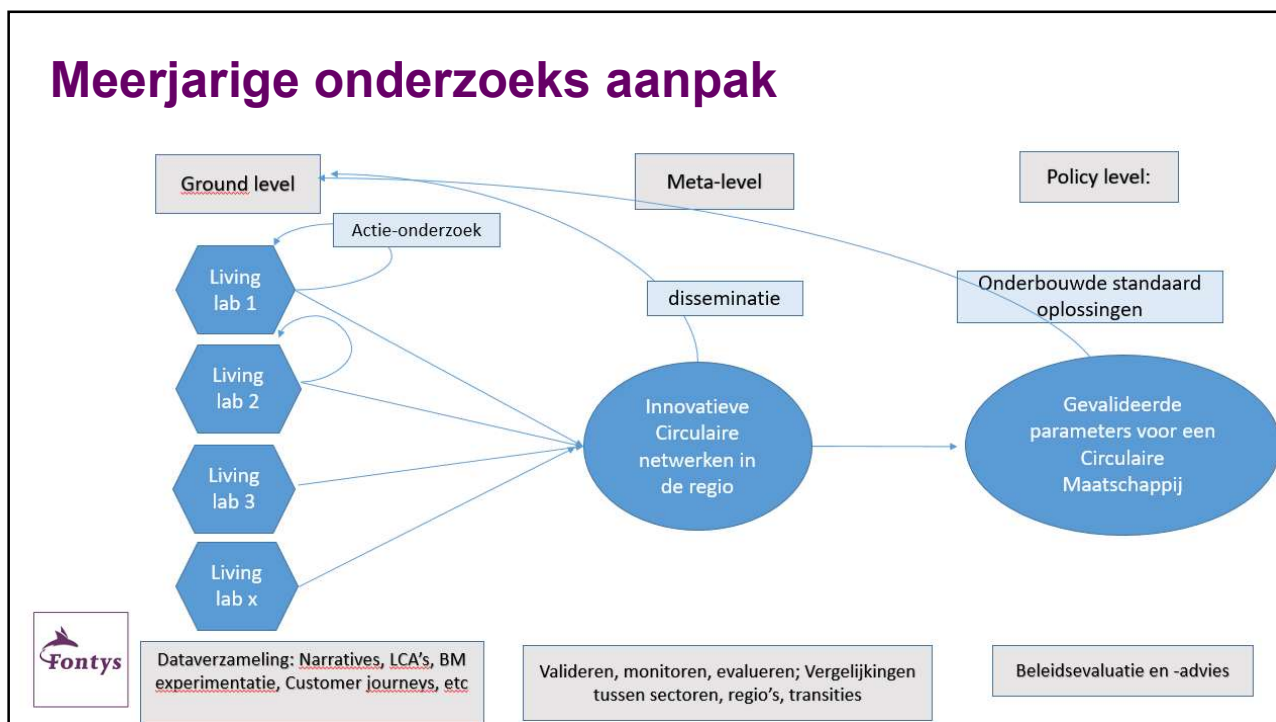 Meerjarige onderzoeks aanpak
Ground level
Meta-level
Policy level:
Actie-onderzoek
Living
lab 1
disseminatie
Onderbouwde standaard
oplossingen
Living
lab 2
Innovatieve
Circulaire
netwerken in
de regio
Gevalideerde
parameters voor een
Circulaire
Maatschappij
Living
lab 3
Living
lab x
Fontys
Dataverzameling: Narratives, LCA's, BM
experimentatie, Customer journeys, etc
Valideren, monitoren, evalueren; Vergelijkingen
tussen sectoren, regio's, transities
Beleidsevaluatie en -advies